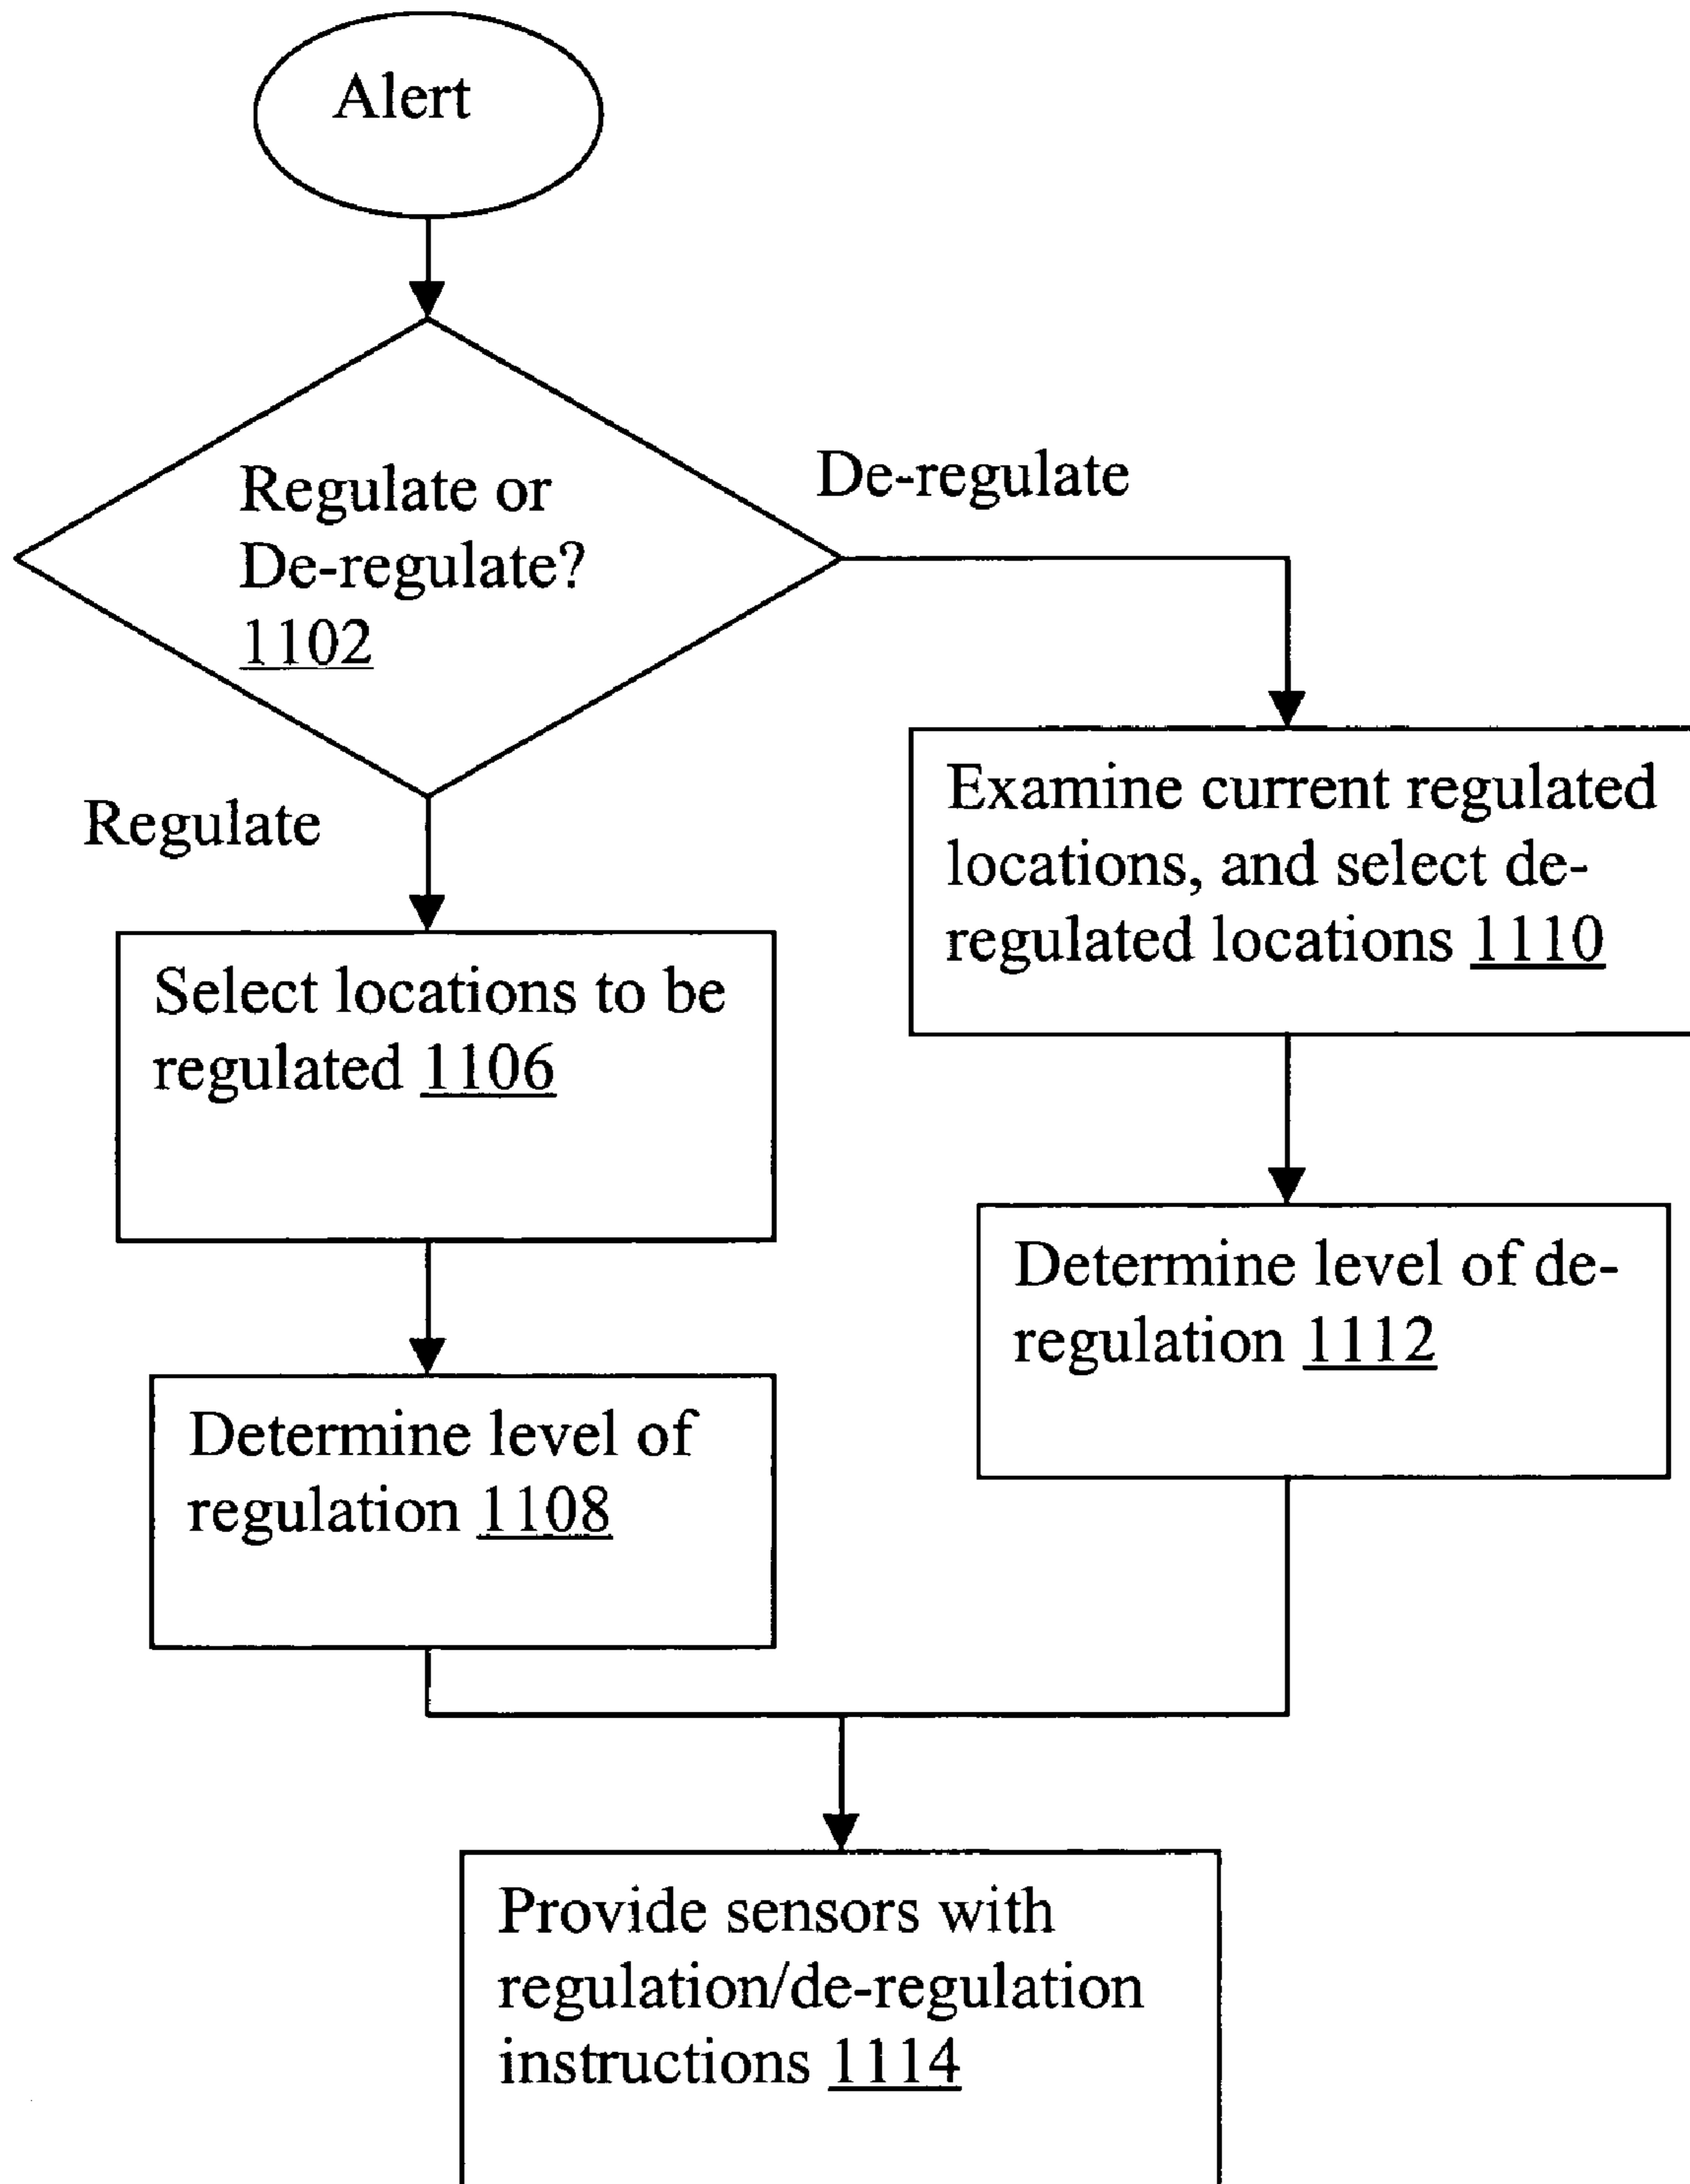 Alert
Regulate or
De-regulate?
1102
De-regulate
Regulate
Examine current regulated
locations, and select de-
regulated locations 1110
Select locations to be
regulated 1106
Determine level of de-
regulation 1112
Determine level of
regulation 1108
Provide sensors with
regulation/de-regulation
instructions 1114